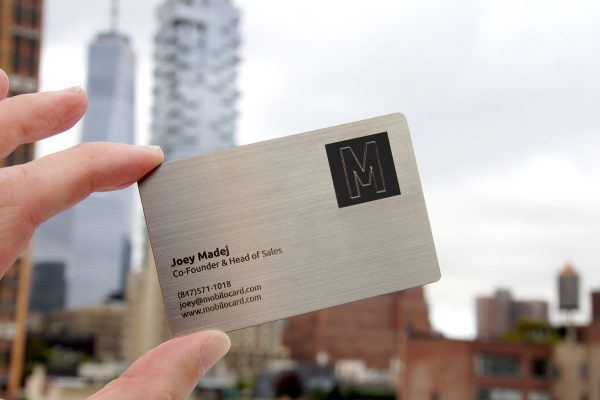 M
Joey Madej
Co-Founder & Head of Sales
(847)571-1018
joey@mobilocard.com
www.mobilocard.com